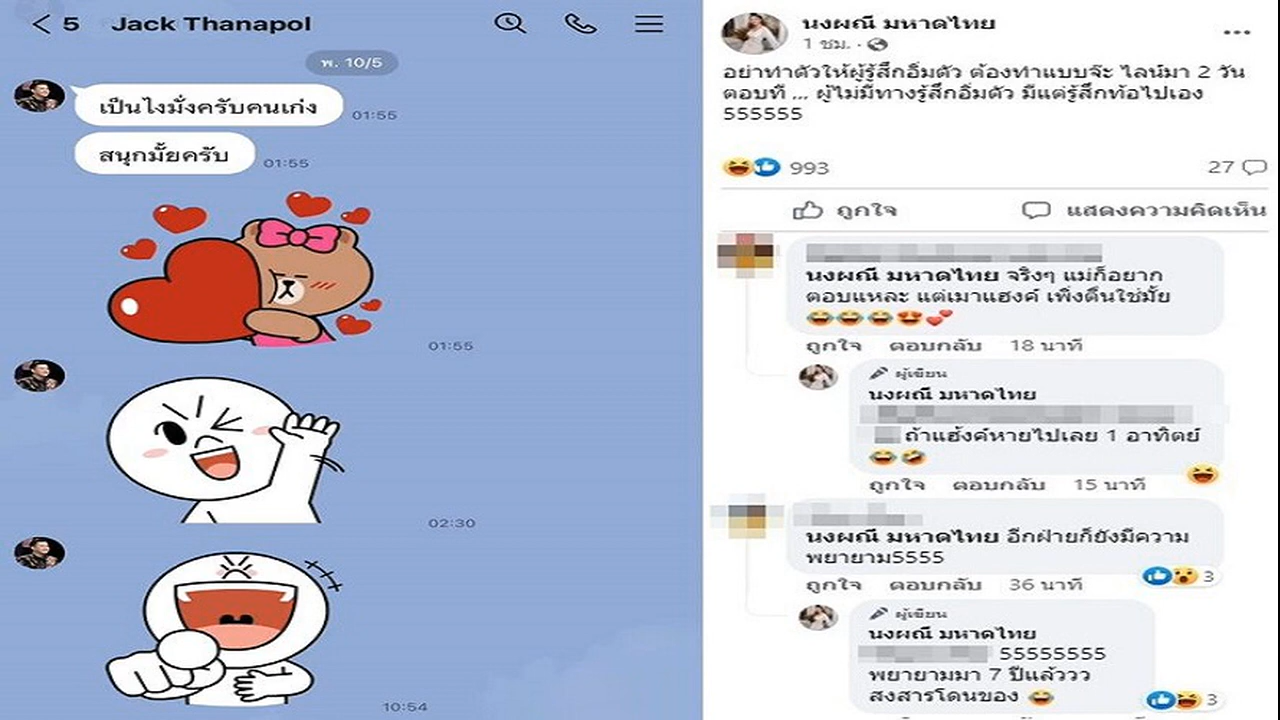 5 Jack Thanapol
พ. 10/5
เป็นไงมั่งครับคนเก่ง
01:55
สนุกมั้ยครับ
01:55
01:55
02:30
10:54
นงผณี มหาดไทย
1 ชม.
อย่าทำตัวให้ผู้รู้สึกอิ่มตัว ต้องทำแบบจ๊ะ ไลน์มา 2 วัน
ตอบที ... ผู้ไม่มีทางรู้สึกอิ่มตัว มีแต่รู้สึกท้อไปเอง
555555
993
27
ถูกใจ
แสดงความคิดเห็น
นงผณี มหาดไทย จริงๆ แม่ก็อยาก
ตอบแหละ แต่เมาแฮงค์ เพิ่งตื่นใช่มั้ย
😂😂😂😍💕
ถูกใจ ตอบกลับ 18 นาที
ผู้เขียน
นงผณี มหาดไทย
ถ้าแฮ้งค์หายไปเลย 1 อาทิตย์
😂🤣
ถูกใจ ตอบกลับ 15 นาที
นงผณี มหาดไทย อีกฝ่ายก็ยังมีความ
พยายาม5555
ถูกใจ ตอบกลับ 36 นาที
3
ผู้เขียน
นงผณี มหาดไทย
55555555
พยายามมา 7 ปีแล้ววว
สงสารโดนของ 😂
3